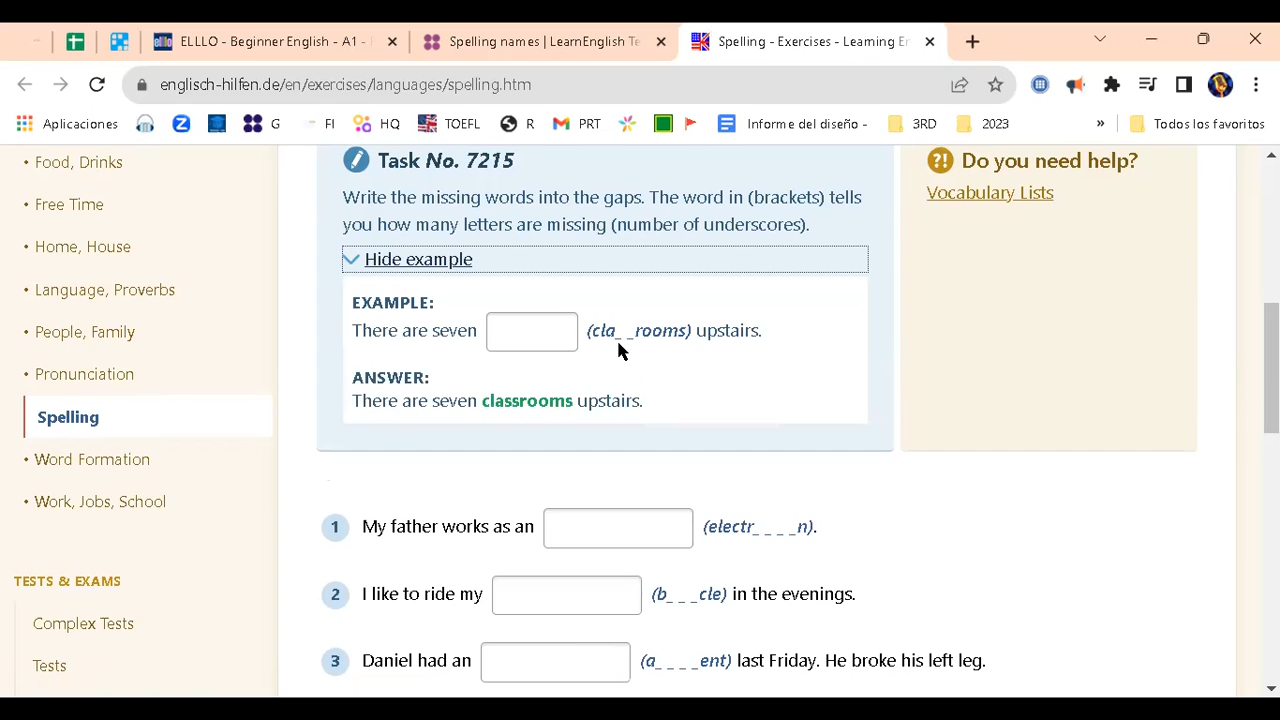 ELLLO - Beginner English - A1 -
Spelling names | LearnEnglish Te
Spelling - Exercises - Learning En
englisch-hilfen.de/en/exercises/languages/spelling.htm
Aplicaciones G FI HQ TOEFL R PRT Informe del diseño - 3RD 2023 » Todos los favoritos
• Food, Drinks
• Free Time
• Home, House
• Language, Proverbs
• People, Family
• Pronunciation
• Spelling
• Word Formation
• Work, Jobs, School
TESTS & EXAMS
Complex Tests
Tests
Task No. 7215
Write the missing words into the gaps. The word in (brackets) tells
you how many letters are missing (number of underscores).
Hide example
EXAMPLE:
There are seven (cla_ _rooms) upstairs.
ANSWER:
There are seven classrooms upstairs.
?! Do you need help?
Vocabulary Lists
1 My father works as an (electr_ _ _ _n).
2 I like to ride my (b_ _ _cle) in the evenings.
3 Daniel had an (a_ _ _ _ent) last Friday. He broke his left leg.